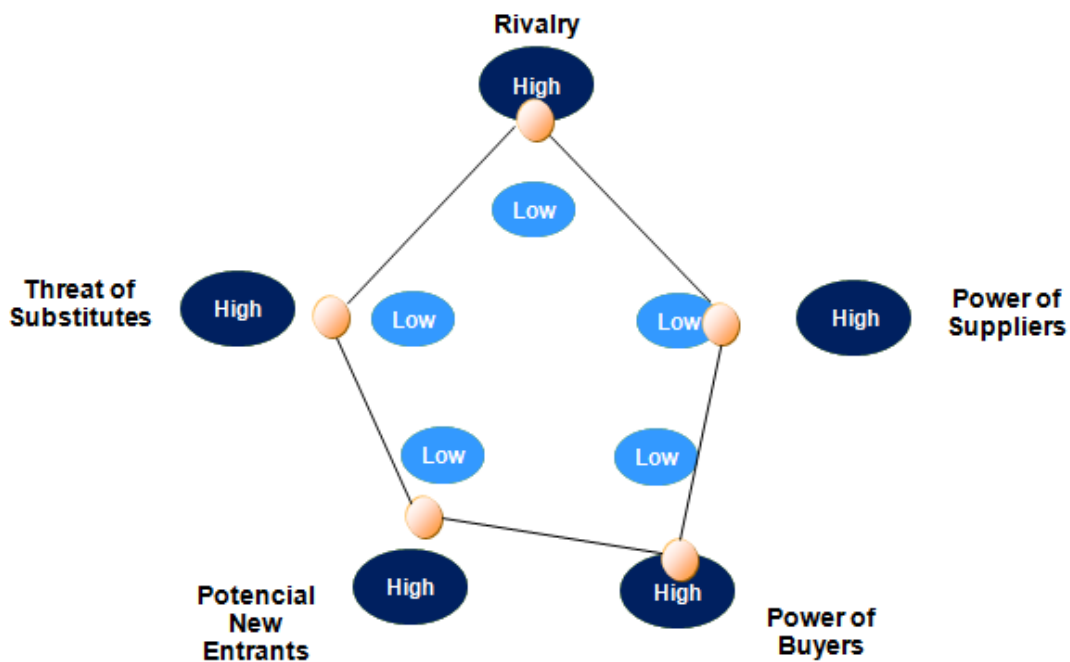 Rivalry
High
Low
Threat of
Substitutes
High
Low
Low
High
Power of
Suppliers
Low
Low
High
High
Potencial
New
Entrants
Power of
Buyers